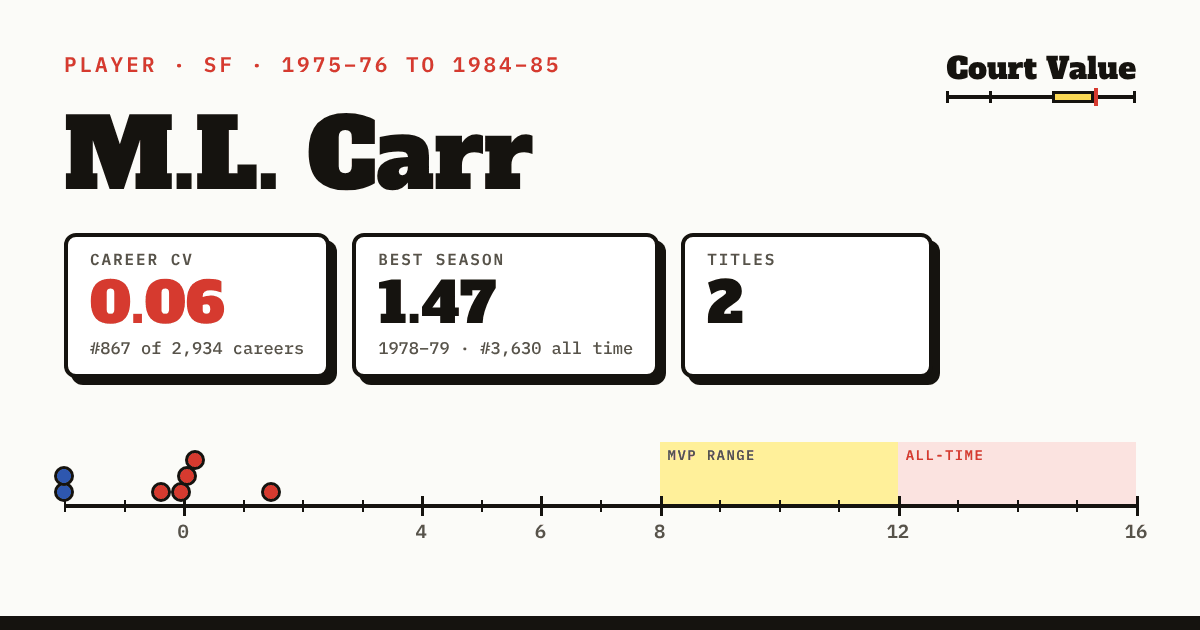 PLAYER · SF · 1975–76 TO 1984–85
Court Value
M.L. Carr
CAREER CV
0.06
#867 of 2,934 careers
BEST SEASON
1.47
1978–79 · #3,630 all time
TITLES
2
MVP RANGE
ALL-TIME
0 4 6 8 12 16